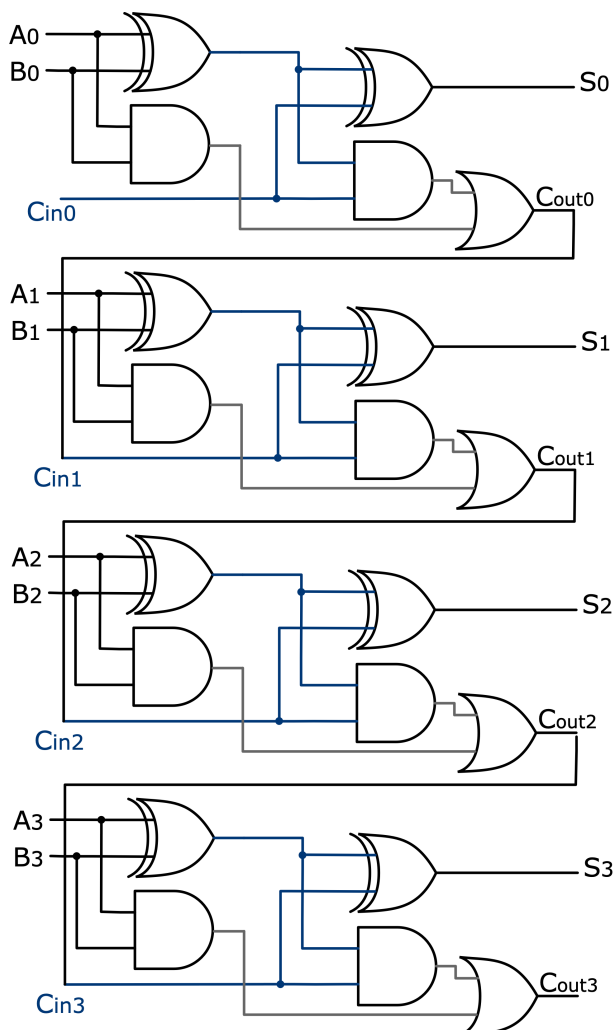 A0
S0
B0
Cout0
Cin0
A1
S1
B1
Cout1
Cin1
A2
S2
B2
Cout2
Cin2
A3
B3
S3
Cout3
Cin3